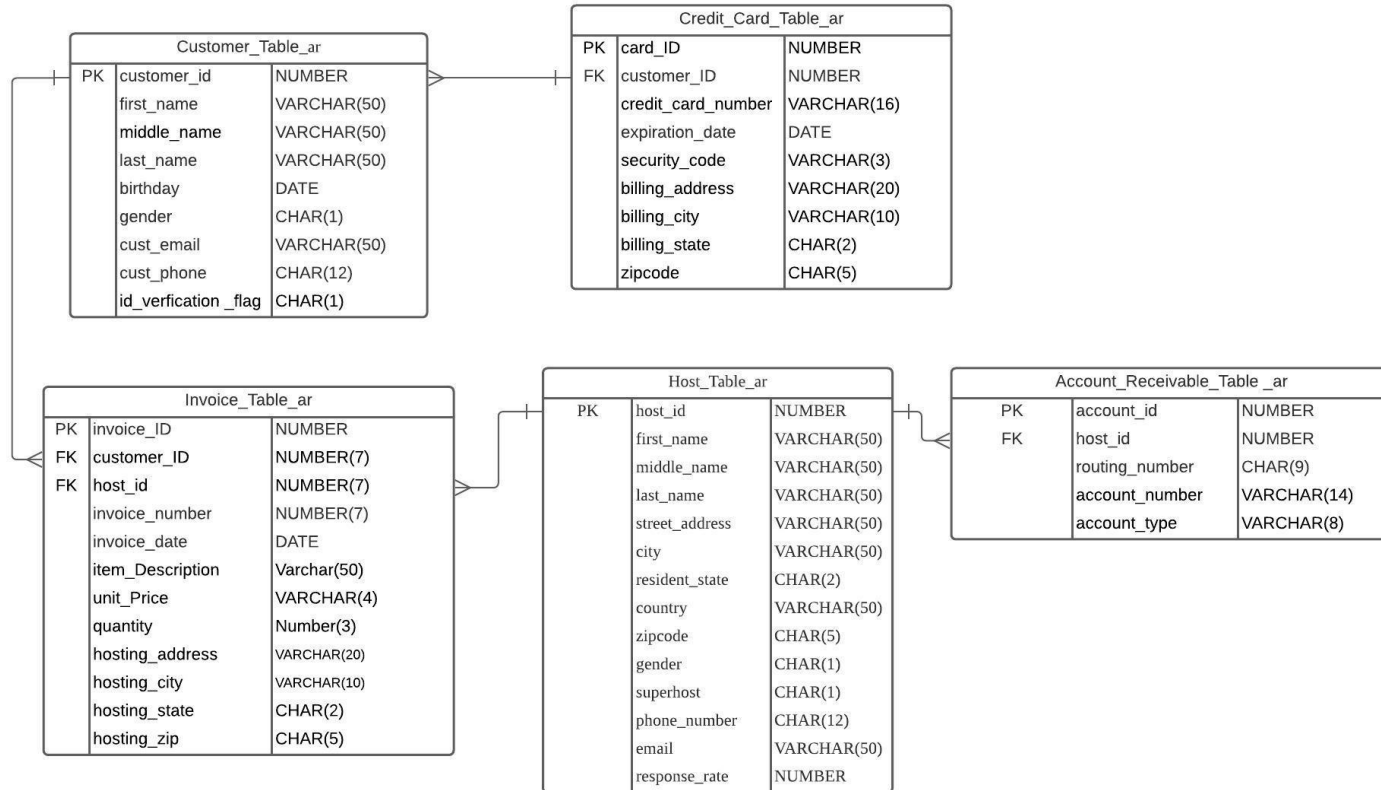 Customer_Table_ar
PK customer_id NUMBER
first_name VARCHAR(50)
middle_name VARCHAR(50)
last_name VARCHAR(50)
birthday DATE
gender CHAR(1)
cust_email VARCHAR(50)
cust_phone CHAR(12)
id_verfication _flag CHAR(1)
Credit_Card_Table_ar
PK card_ID NUMBER
FK customer_ID NUMBER
credit_card_number VARCHAR(16)
expiration_date DATE
security_code VARCHAR(3)
billing_address VARCHAR(20)
billing_city VARCHAR(10)
billing_state CHAR(2)
zipcode CHAR(5)
Invoice_Table_ar
PK invoice_ID NUMBER
FK customer_ID NUMBER(7)
FK host_id NUMBER(7)
invoice_number NUMBER(7)
invoice_date DATE
item_Description Varchar(50)
unit_Price VARCHAR(4)
quantity Number(3)
hosting_address VARCHAR(20)
hosting_city VARCHAR(10)
hosting_state CHAR(2)
hosting_zip CHAR(5)
Host_Table_ar
PK host_id NUMBER
first_name VARCHAR(50)
middle_name VARCHAR(50)
last_name VARCHAR(50)
street_address VARCHAR(50)
city VARCHAR(50)
resident_state CHAR(2)
country VARCHAR(50)
zipcode CHAR(5)
gender CHAR(1)
superhost CHAR(1)
phone_number CHAR(12)
email VARCHAR(50)
response_rate NUMBER
Account_Receivable_Table _ar
PK account_id NUMBER
FK host_id NUMBER
routing_number CHAR(9)
account_number VARCHAR(14)
account_type VARCHAR(8)